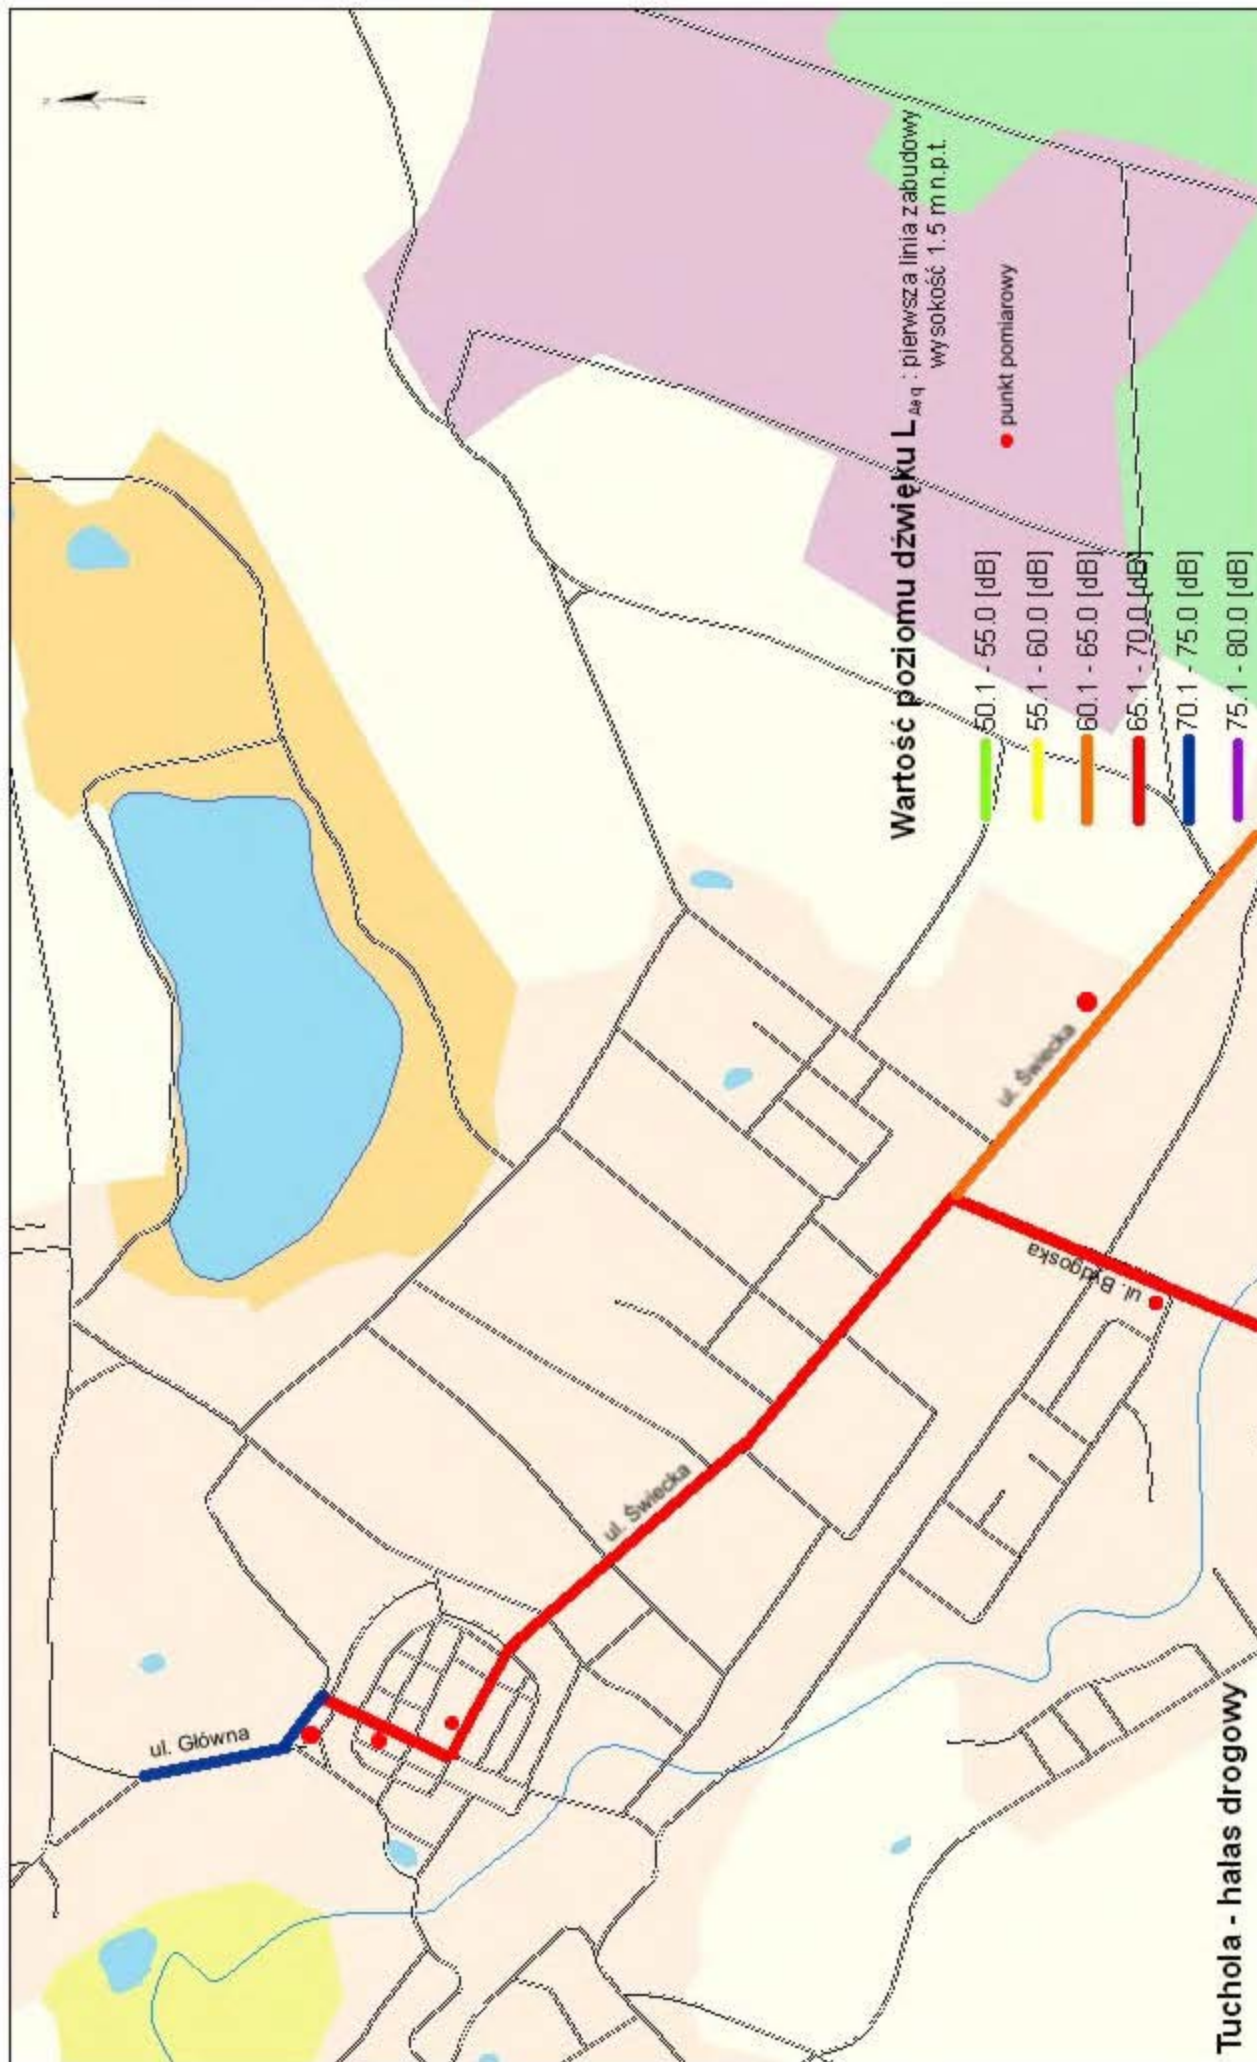 ul. Główna
ul. Świecka
ul. Świecka
ul. Bydgoska
Wartość poziomu dźwięku L Aeq : pierwsza linia zabudowy
wysokość 1.5 m n.p.t.
50.1 - 55.0 [dB]
55.1 - 60.0 [dB]
60.1 - 65.0 [dB]
65.1 - 70.0 [dB]
70.1 - 75.0 [dB]
75.1 - 80.0 [dB]
punkt pomiarowy
Tuchola - hałas drogowy